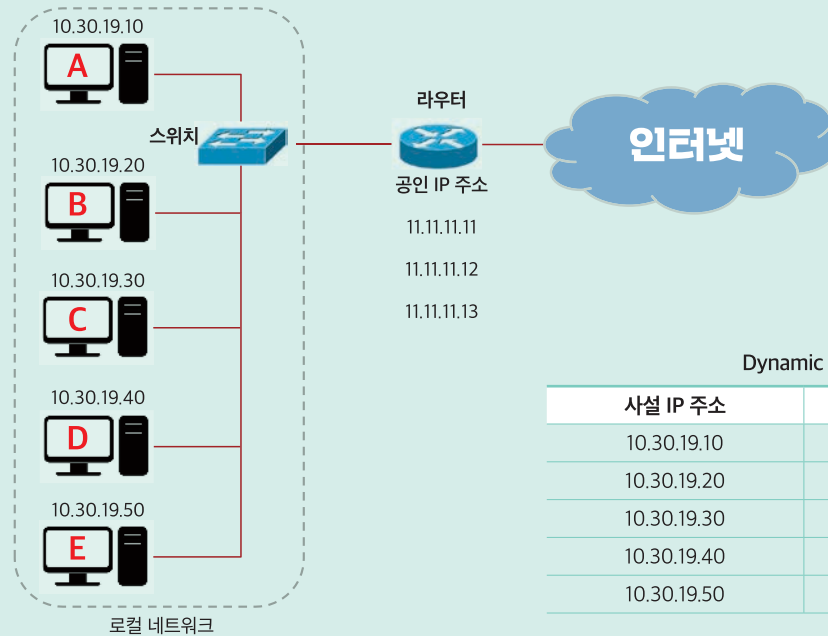 10.30.19.10
A
스위치
10.30.19.20
B
10.30.19.30
C
10.30.19.40
D
10.30.19.50
E
로컬 네트워크
라우터
공인 IP 주소
11.11.11.11
11.11.11.12
11.11.11.13
인터넷
Dynamic
사설 IP 주소
10.30.19.10
10.30.19.20
10.30.19.30
10.30.19.40
10.30.19.50